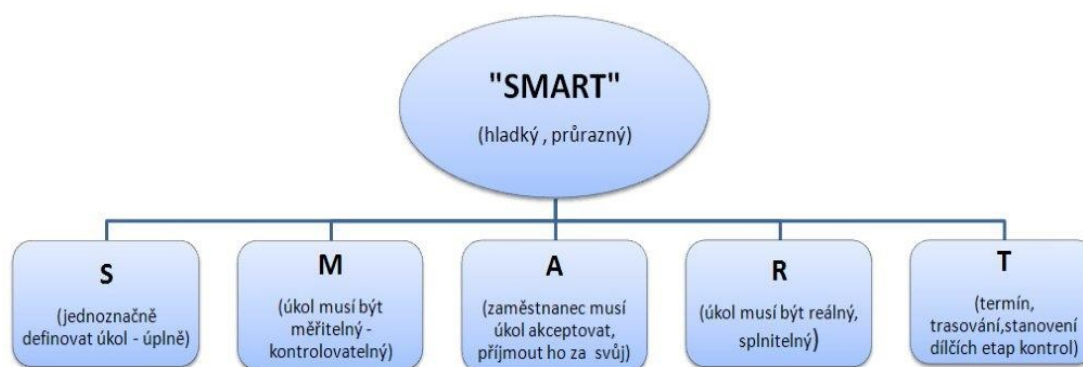 "SMART"
(hladký , průrazný)
S
(jednoznačně
definovat úkol - úplně)
M
(úkol musí být
měřitelný -
kontrolovatelný)
A
(zaměstnanec musí
úkol akceptovat,
příjmout ho za svůj)
R
(úkol musí být reálný,
splnitelný)
T
(termín,
trasování,stanovení
dílčích etap kontrol)